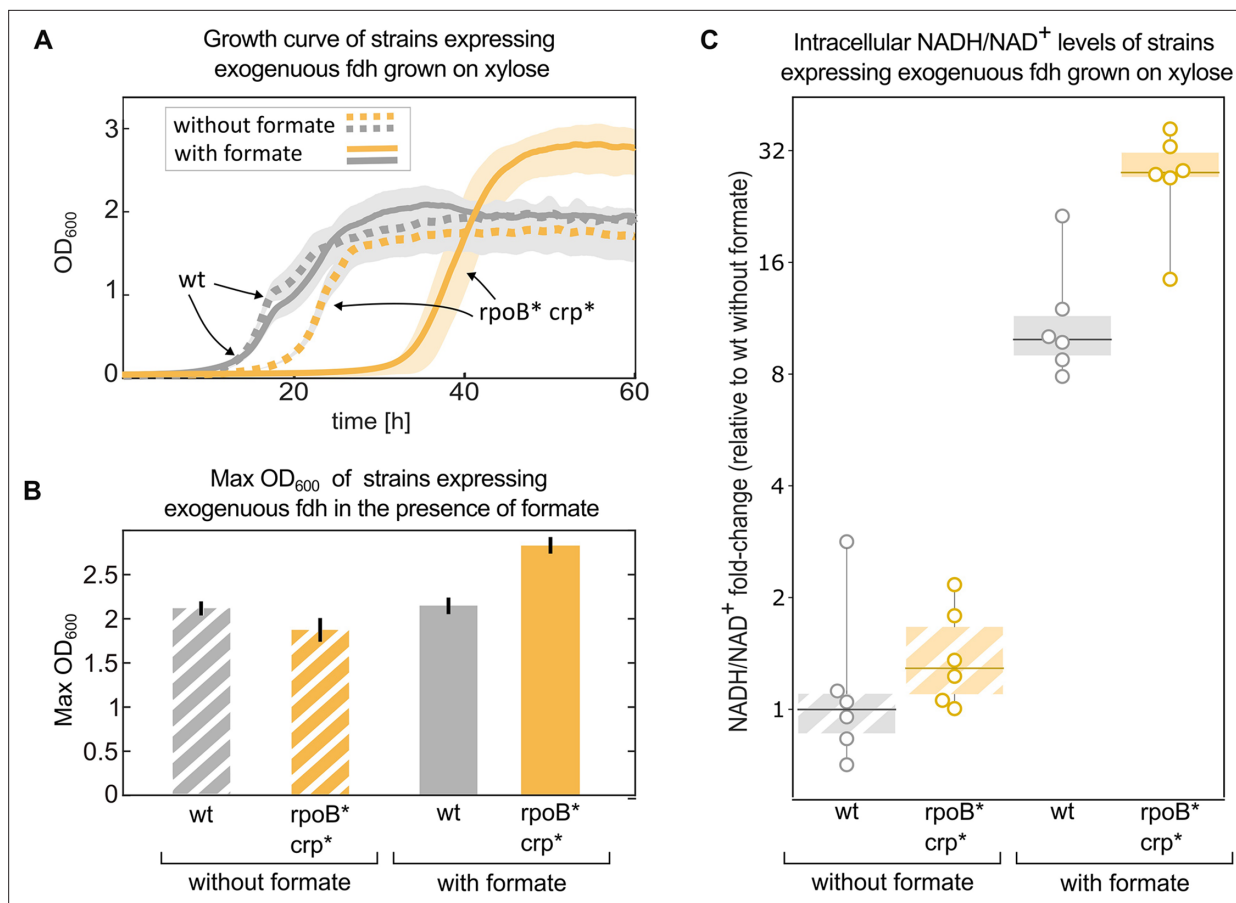 A
Growth curve of strains expressing
exogenuous fdh grown on xylose
without formate
with formate
3
2
1
0
OD600
wt
rpoB* crp*
20
40
60
time [h]
B
Max OD600 of strains expressing
exogenuous fdh in the presence of formate
2.5
2
1.5
1
0.5
0
Max OD600
wt
rpoB*
crp*
wt
rpoB*
crp*
without formate
with formate
C
Intracellular NADH/NAD+ levels of strains
expressing exogenuous fdh grown on xylose
32
16
8
4
2
1
NADH/NAD+ fold-change (relative to wt without formate)
wt
rpoB*
crp*
wt
rpoB*
crp*
without formate
with formate